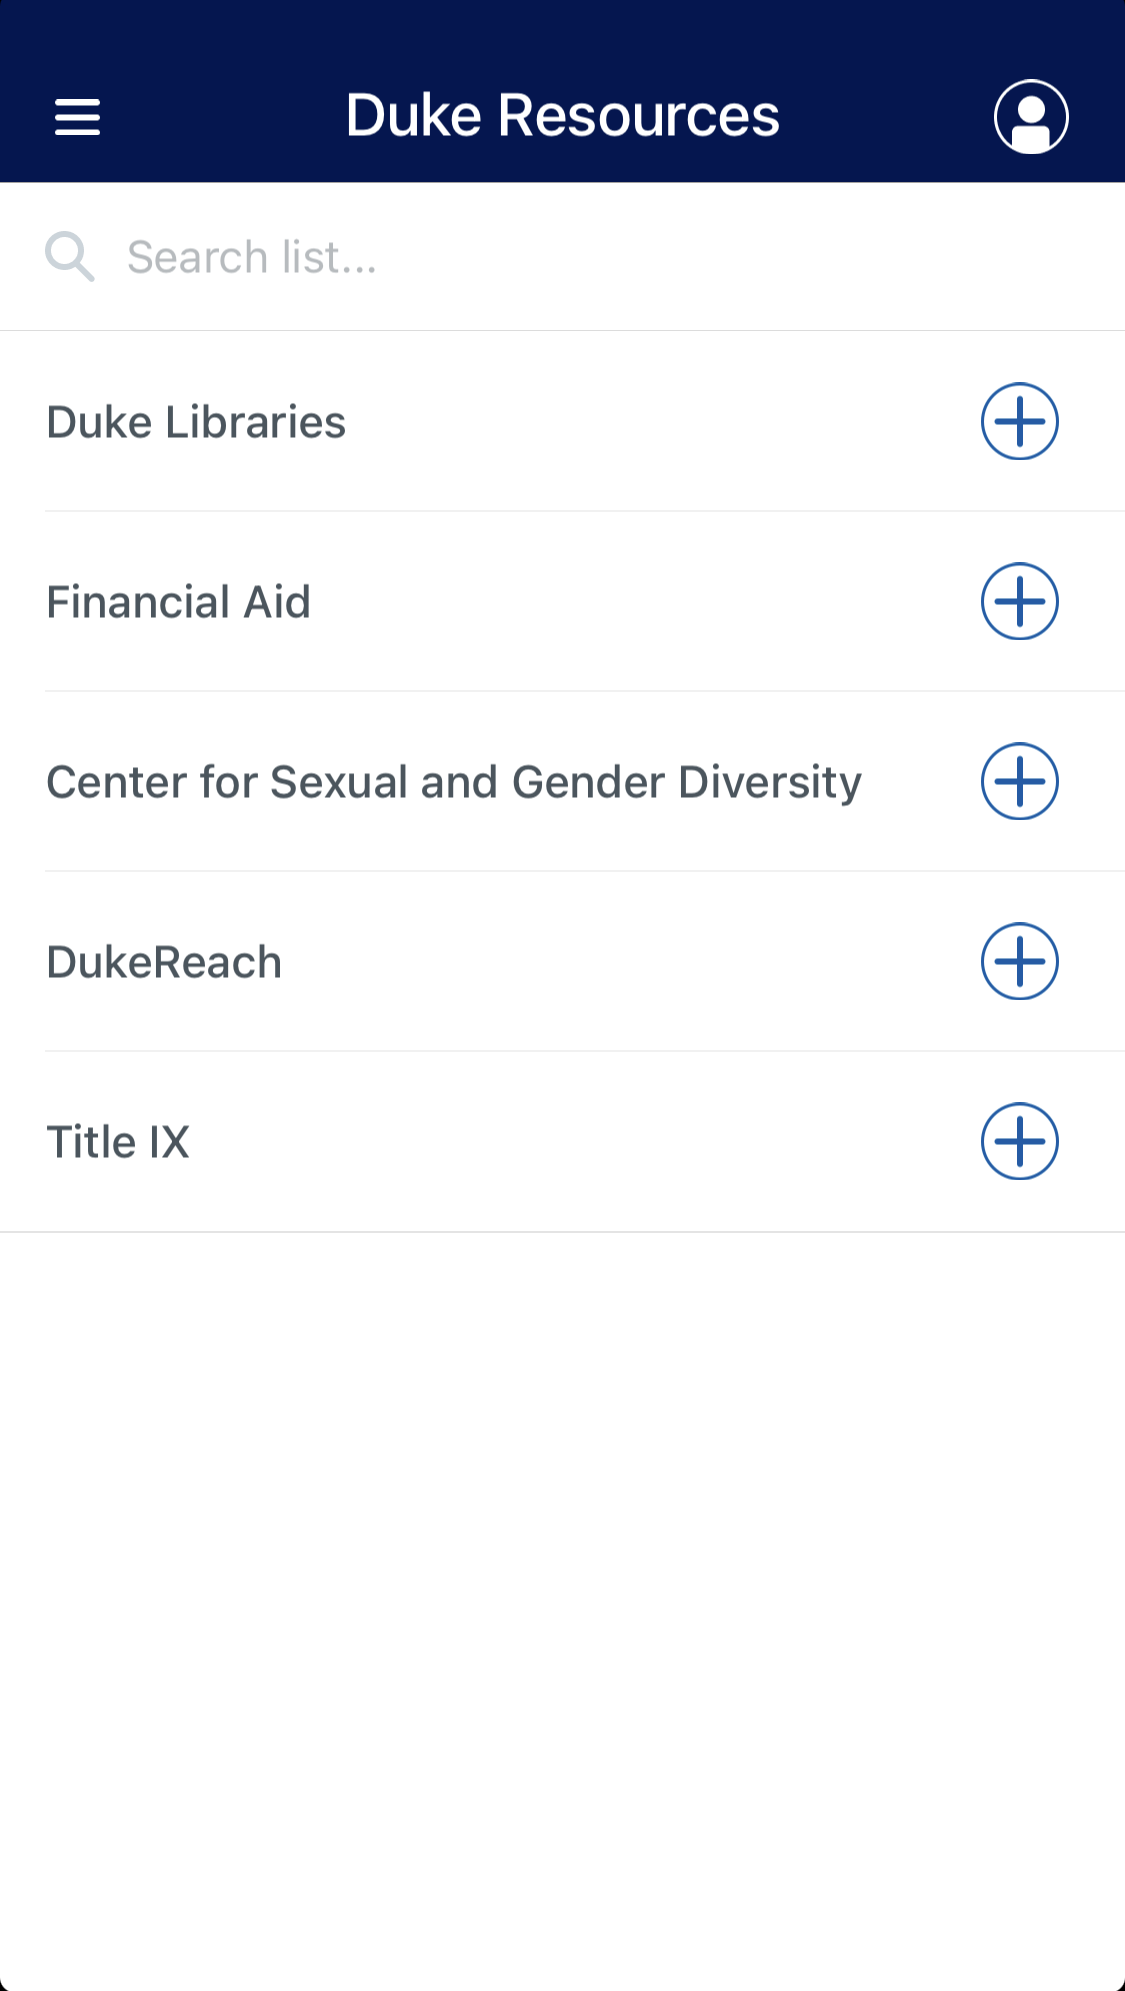 Duke Resources
Search list...
Duke Libraries
Financial Aid
Center for Sexual and Gender Diversity
DukeReach
Title IX